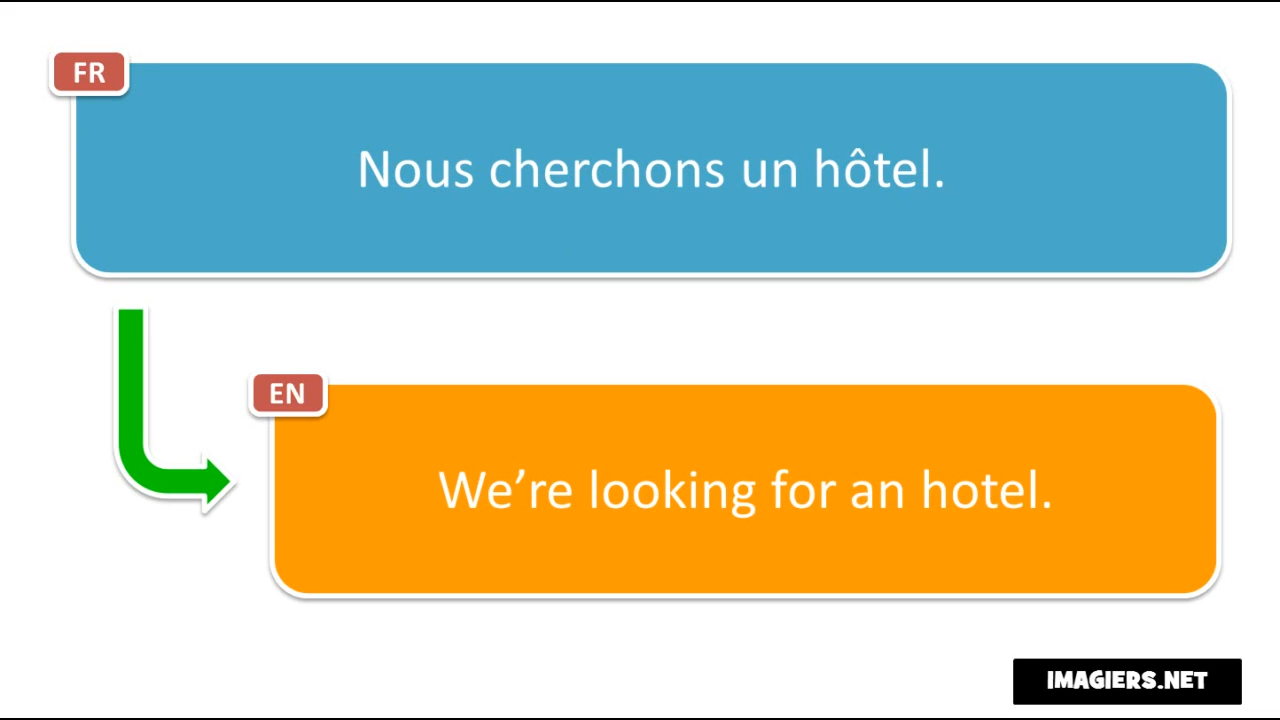 FR
Nous cherchons un hôtel.
EN
We’re looking for an hotel.
IMAGIERS.NET